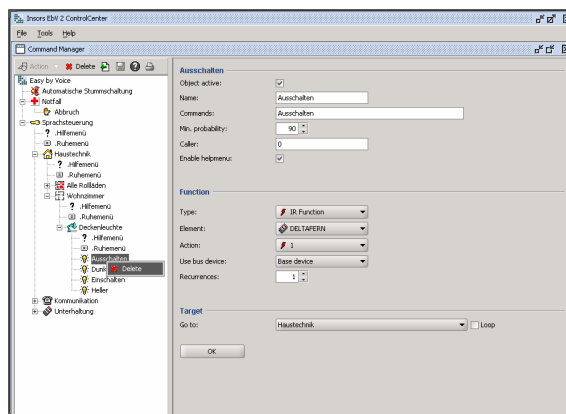 Insors EbV 2 ControlCenter
File Tools Help
Command Manager
Action Delete
Easy by Voice
Automatische Stummschaltung
Notfall
Abbruch
Sprachsteuerung
.Hilfemenü
.Ruhemenü
Haustechnik
.Hilfemenü
.Ruhemenü
Alle Rollläden
Wohnzimmer
.Hilfemenü
.Ruhemenü
Deckenleuchte
.Hilfemenü
.Ruhemenü
Ausschalten
Dunk Delete
Einschalten
Heller
Kommunikation
Unterhaltung
Ausschalten
Object active:
Name: Ausschalten
Commands: Ausschalten
Min. probability: 90
Caller: 0
Enable helpmenu:
Function
Type: IR Function
Element: DELTAFERN
Action: 1
Use bus device: Base device
Recurrences: 1
Target
Go to: Haustechnik Loop
OK